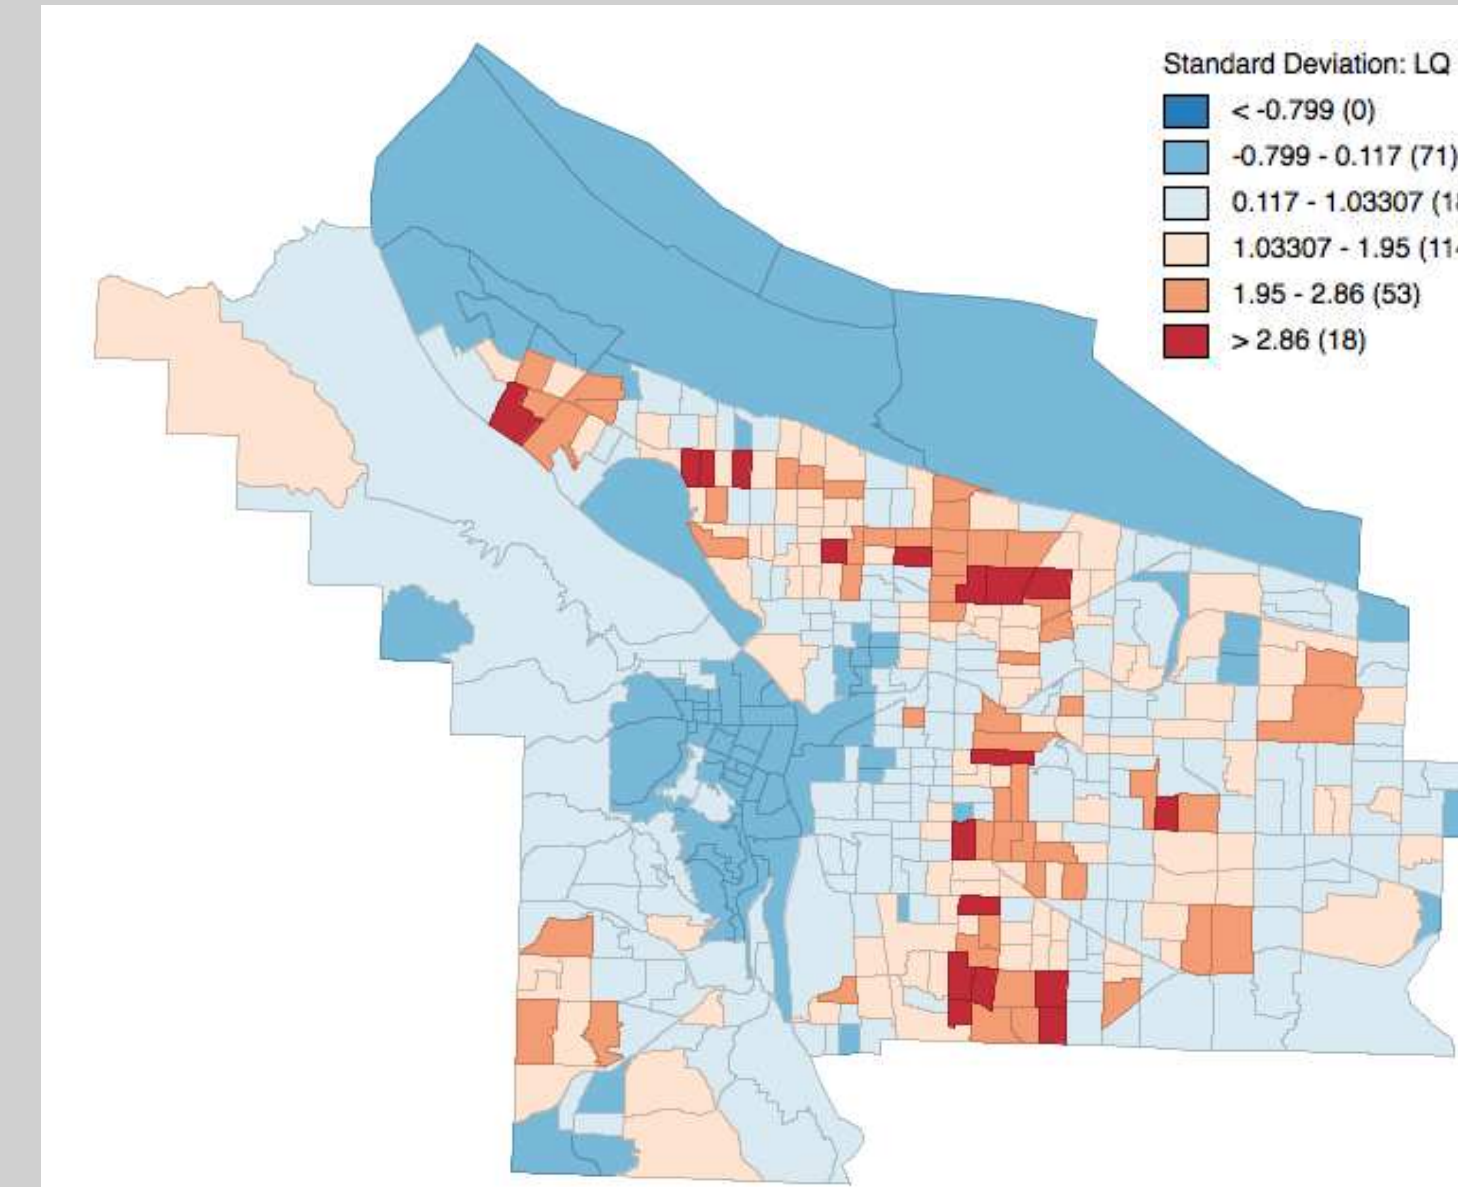 Standard Deviation: LQ
< -0.799 (0)
-0.799 - 0.117 (71)
0.117 - 1.03307
1.03307 - 1.95
1.95 - 2.86 (53)
> 2.86 (18)